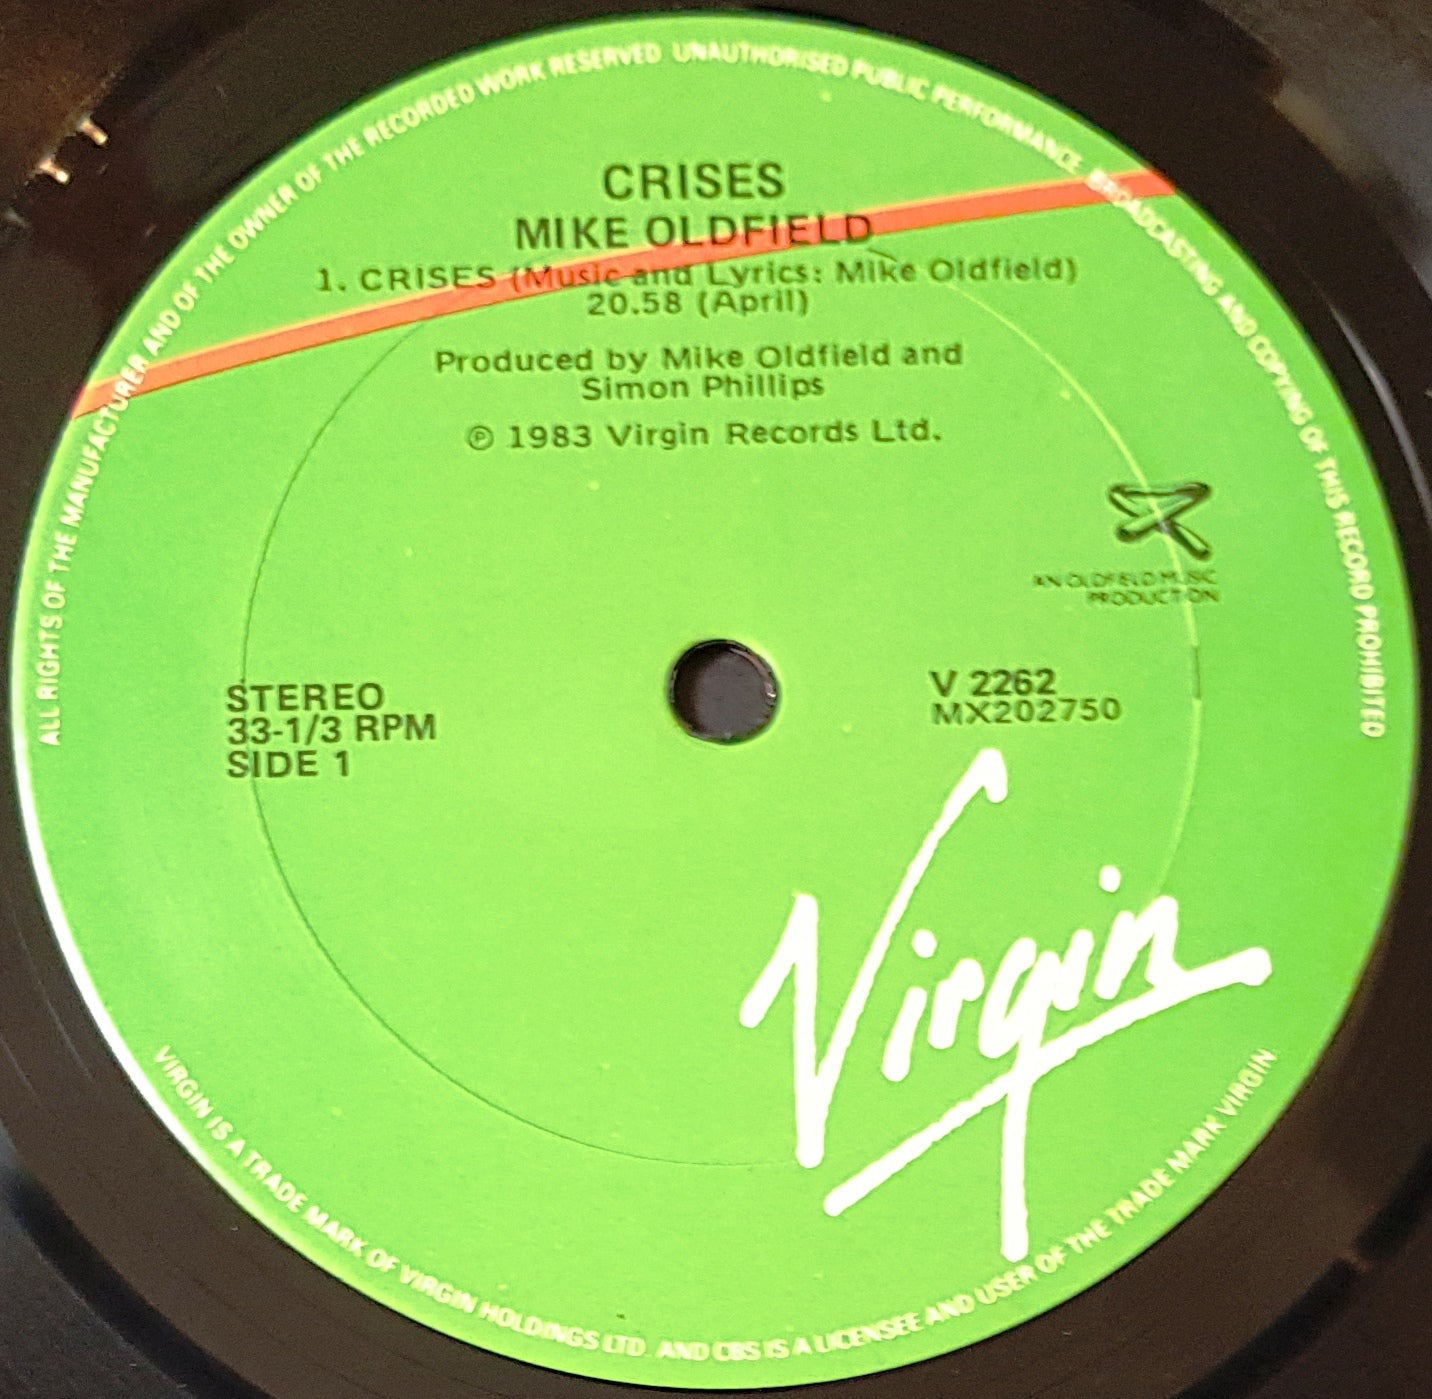 ALL RIGHTS OF THE MANUFACTURER AND OF THE OWNER OF THE RECORDED WORK RESERVED UNAUTHORISED PUBLIC PERFORMANCE BROADCASTING AND COPYING OF THIS RECORD PROHIBITED
CRISES
MIKE OLDFIELD
1. CRISES (Music and Lyrics: Mike Oldfield)
20.58 (April)
Produced by Mike Oldfield and
Simon Phillips
℗ 1983 Virgin Records Ltd.
AN OLDFIELD MUSIC
PRODUCTION
STEREO
33-1/3 RPM
SIDE 1
V 2262
MX202750
Virgin
VIRGIN IS A TRADE MARK OF VIRGIN HOLDINGS LTD. AND CBS IS A LICENSEE AND USER OF THE TRADE MARK VIRGIN